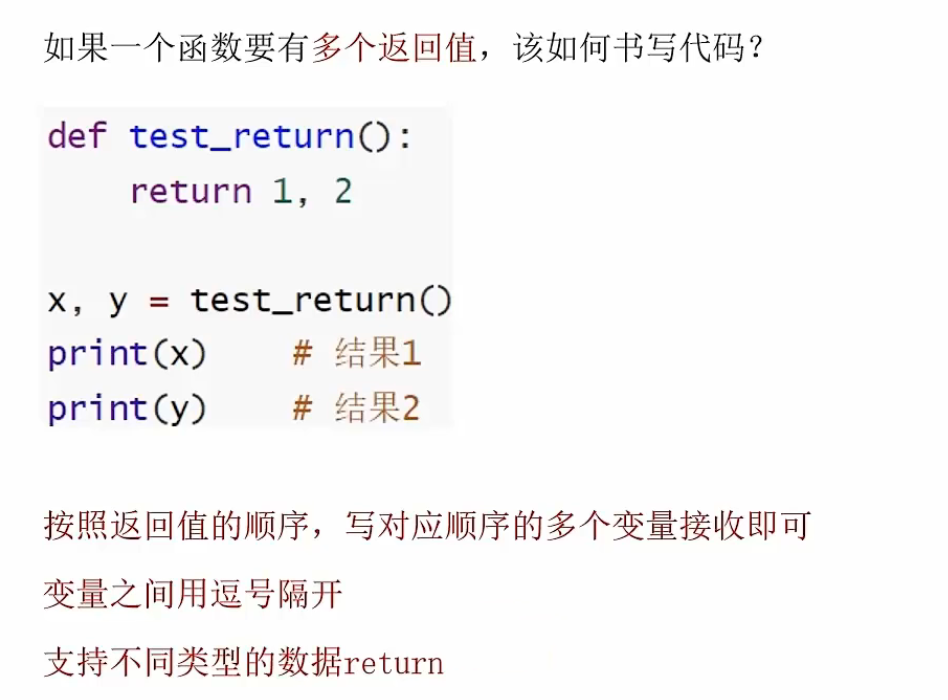 如果一个函数要有多个返回值，该如何书写代码？
def test_return():
    return 1, 2
x, y = test_return()
print(x)    # 结果1
print(y)    # 结果2
按照返回值的顺序，写对应顺序的多个变量接收即可
变量之间用逗号隔开
支持不同类型的数据return